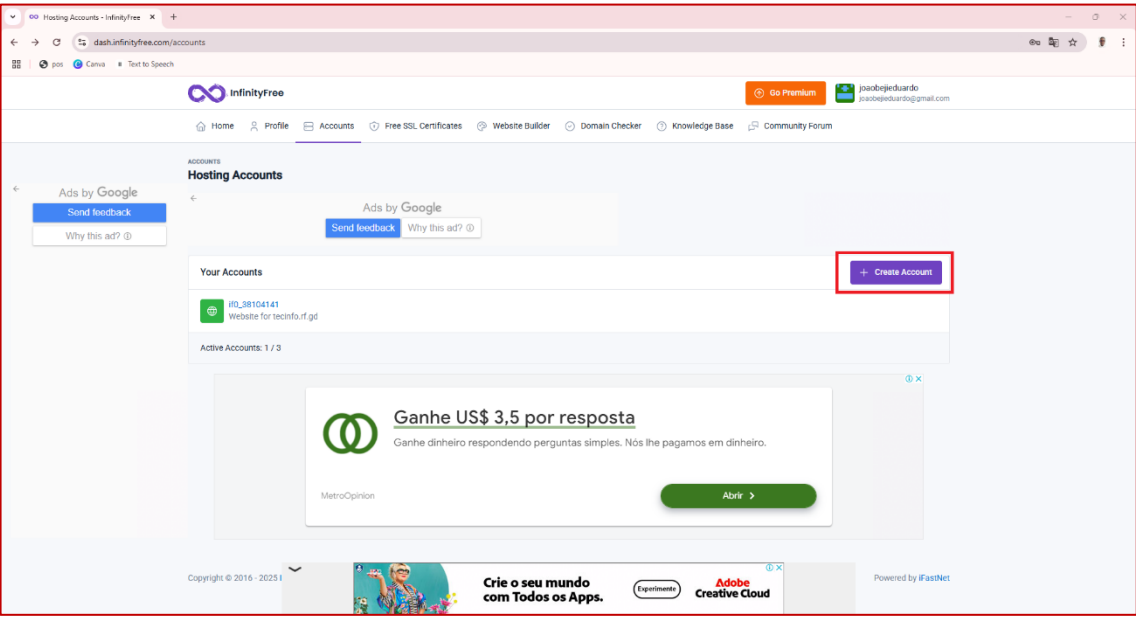 Hosting Accounts - InfinityFree
dash.infinityfree.com/accounts
pos Canva Text to Speech
InfinityFree
Go Premium
joaobejieduardo
joaobejieduardo@gmail.com
Home Profile Accounts Free SSL Certificates Website Builder Domain Checker Knowledge Base Community Forum
ACCOUNTS
Hosting Accounts
Ads by Google
Send feedback
Why this ad?
Ads by Google
Send feedback Why this ad?
Your Accounts
+ Create Account
if0_38104141
Website for tecinfo.rf.gd
Active Accounts: 1 / 3
Ganhe US$ 3,5 por resposta
Ganhe dinheiro respondendo perguntas simples. Nós lhe pagamos em dinheiro.
MetroOpinion
Abrir
Copyright © 2016 - 2025
Powered by iFastNet
Crie o seu mundo
com Todos os Apps.
Experimente
Adobe
Creative Cloud